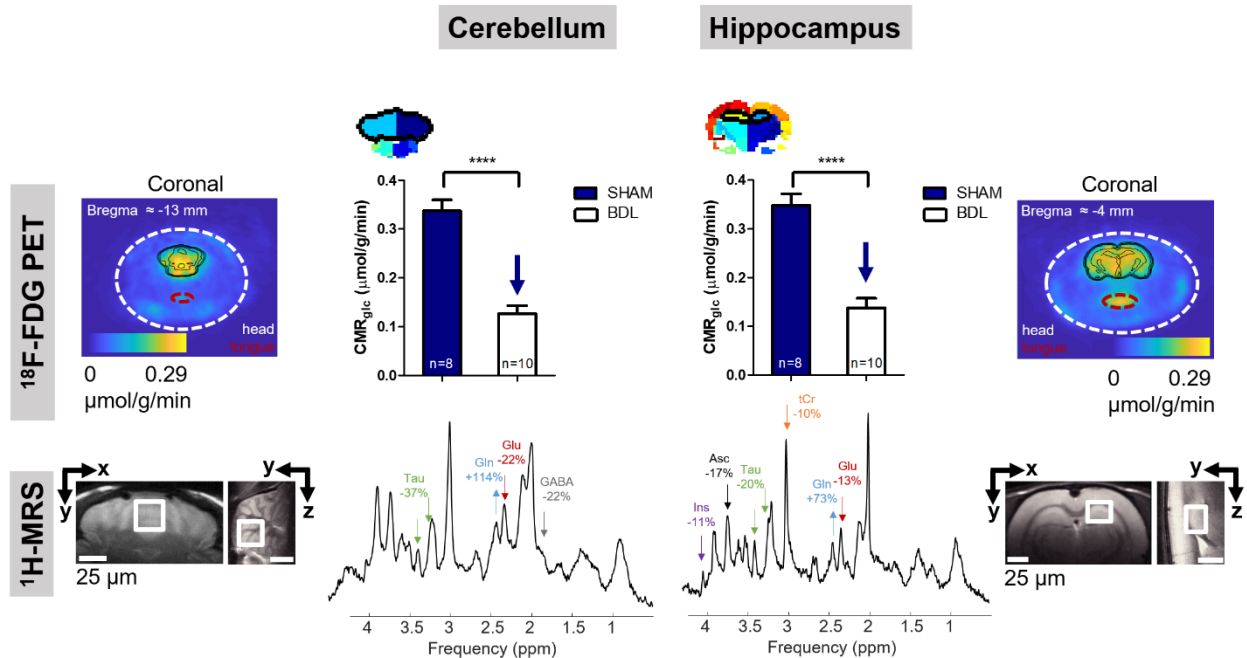 Cerebellum
Hippocampus
¹⁸F-FDG PET
Coronal
Bregma ≈ -13 mm
head
tongue
0
0.29
µmol/g/min
****
CMRglc (µmol/g/min)
0.4
0.3
0.2
0.1
0.0
n=8
n=10
SHAM
BDL
****
CMRglc (µmol/g/min)
0.4
0.3
0.2
0.1
0.0
n=8
n=10
SHAM
BDL
Coronal
Bregma ≈ -4 mm
head
tongue
0
0.29
µmol/g/min
¹H-MRS
x
y
y
z
25 µm
Tau
-37%
Gln
+114%
Glu
-22%
GABA
-22%
4
3.5
3
2.5
2
1.5
1
Frequency (ppm)
Ins
-11%
Asc
-17%
Tau
-20%
tCr
-10%
Gln
+73%
Glu
-13%
4
3.5
3
2.5
2
1.5
1
Frequency (ppm)
x
y
y
z
25 µm